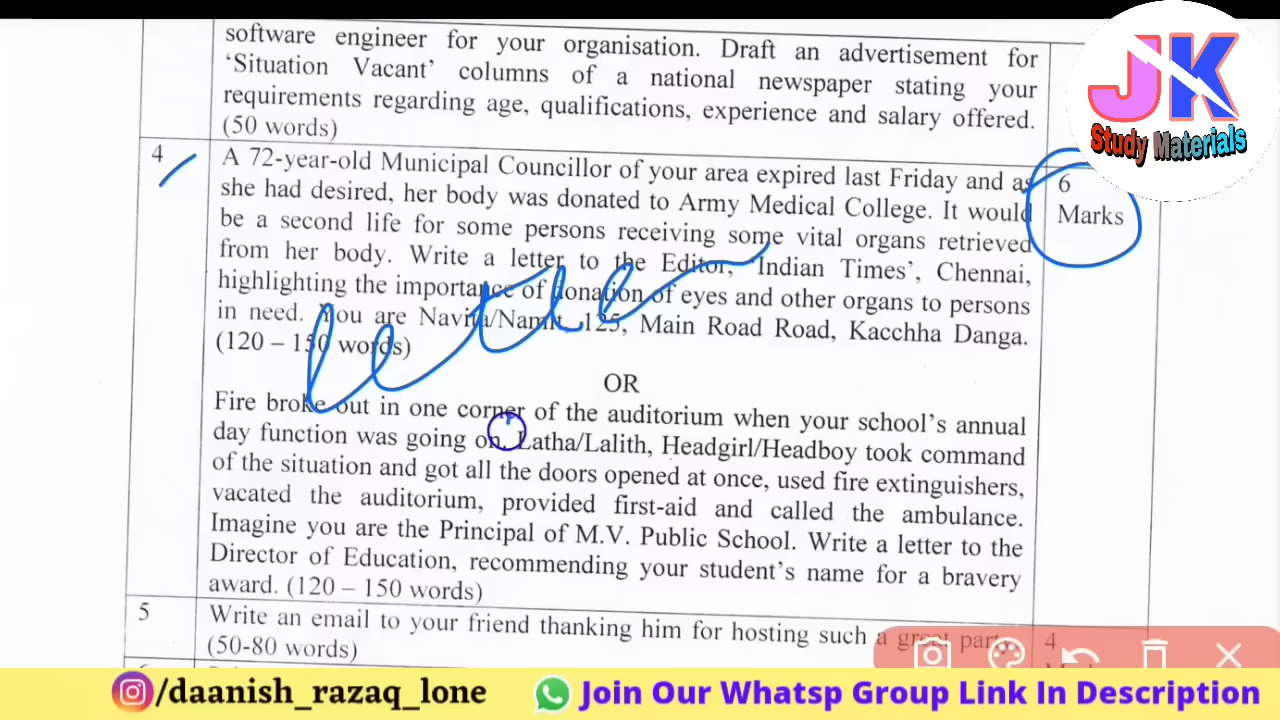 software engineer for your organisation. Draft an advertisement for
'Situation Vacant' columns of a national newspaper stating your
requirements regarding age, qualifications, experience and salary offered.
(50 words)
JK
Study Materials
4
A 72-year-old Municipal Councillor of your area expired last Friday and as
she had desired, her body was donated to Army Medical College. It would
be a second life for some persons receiving some vital organs retrieved
from her body. Write a letter to the Editor, 'Indian Times', Chennai,
highlighting the importance of donation of eyes and other organs to persons
in need. You are Navita/Namit, 125, Main Road Road, Kacchha Danga.
(120 – 150 words)
6
Marks
letter
OR
Fire broke out in one corner of the auditorium when your school's annual
day function was going on. Latha/Lalith, Headgirl/Headboy took command
of the situation and got all the doors opened at once, used fire extinguishers,
vacated the auditorium, provided first-aid and called the ambulance.
Imagine you are the Principal of M.V. Public School. Write a letter to the
Director of Education, recommending your student's name for a bravery
award. (120 – 150 words)
5
Write an email to your friend thanking him for hosting such a great party.
(50-80 words)
4
/daanish_razaq_lone
Join Our Whatsp Group Link In Description